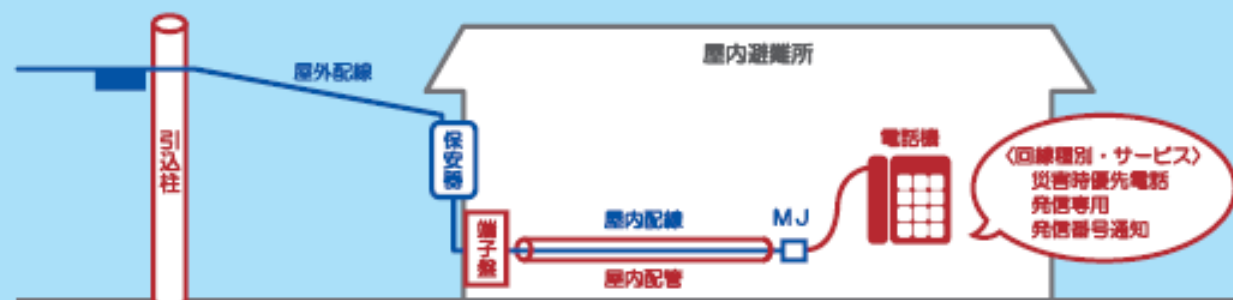 屋内避難所
屋外配線
引込柱
保安器
端子盤
屋内配線
屋内配管
MJ
電話機
〈回線種別・サービス〉
災害時優先電話
発信専用
発信番号通知